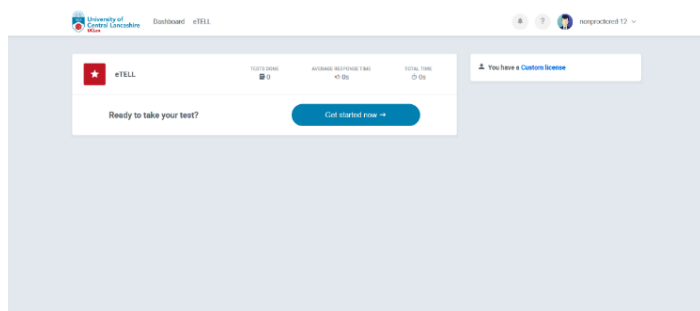 University of
Central Lancashire
UCLan
Dashboard eTELL
? nonproctored-12
eTELL
TESTS DONE
0
AVERAGE RESPONSE TIME
0s
TOTAL TIME
0s
You have a Custom license
Ready to take your test?
Get started now →